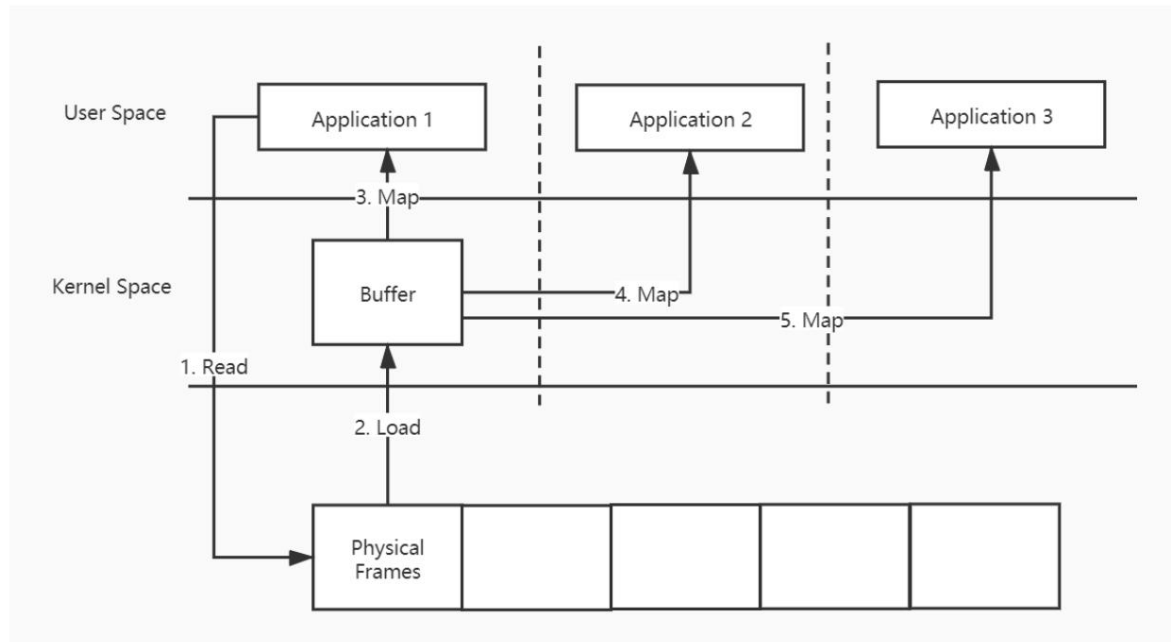 User Space
Application 1
Application 2
Application 3
3. Map
Kernel Space
Buffer
4. Map
5. Map
1. Read
2. Load
Physical
Frames